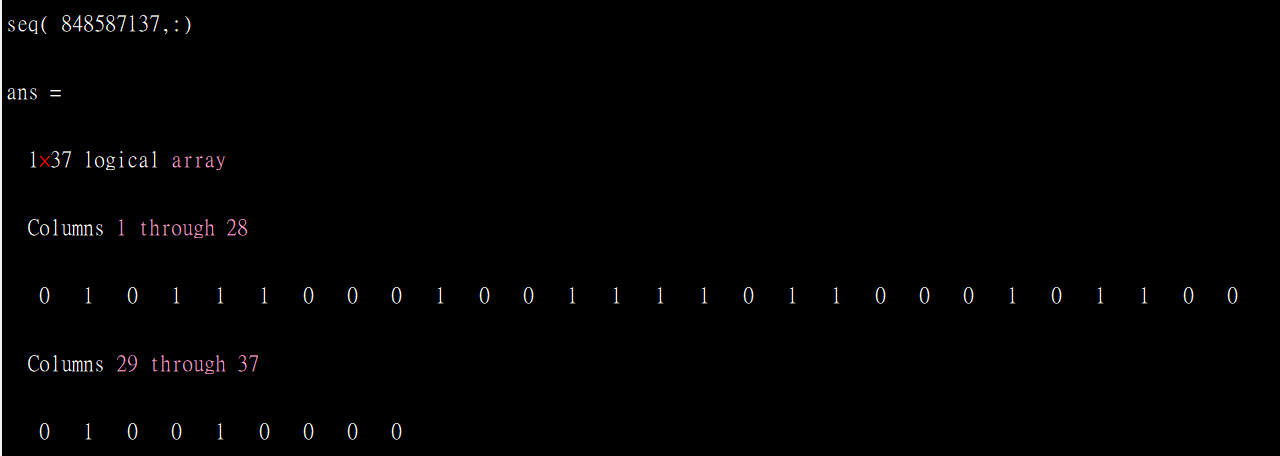 seq( 848587137,:)
ans =
1×37 logical array
Columns 1 through 28
0 1 0 1 1 1 0 0 0 1 0 0 1 1 1 1 0 1 1 0 0 0 1 0 1 1 0 0
Columns 29 through 37
0 1 0 0 1 0 0 0 0